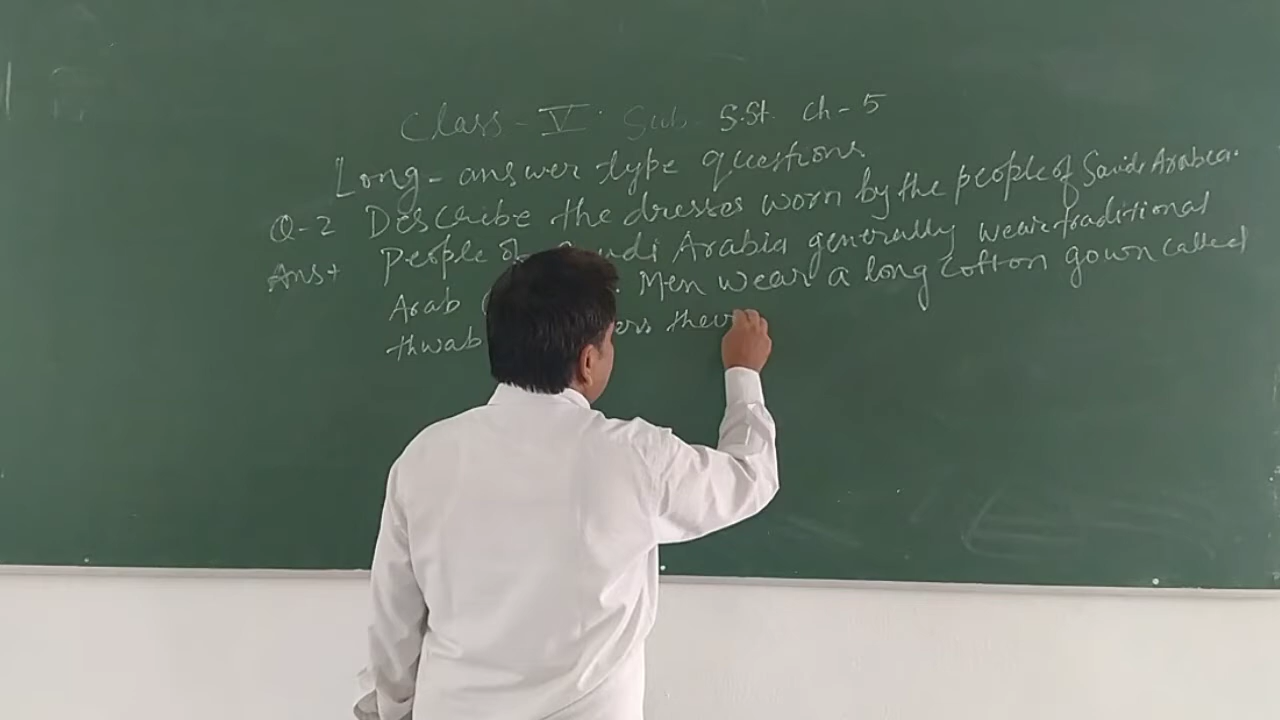 Class - V. Sub. S.St. Ch-5
Long-answer type questions.
Q-2 Describe the dresses worn by the people of Saudi Arabia.
Ans+ People of Saudi Arabia generally wear traditional
Arab . Men wear a long cotton gown called
thwab ers their